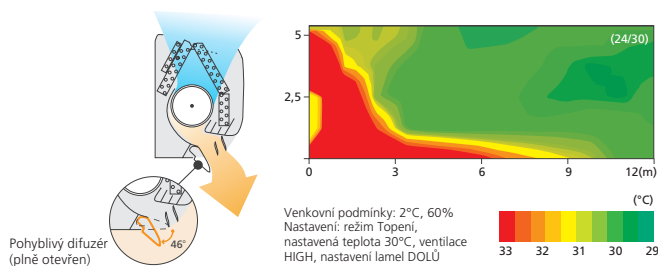 46°
Pohyblivý difuzér
(plně otevřen)
(24/30)
5
2,5
0 3 6 9 12(m)
Venkovní podmínky: 2°C, 60%
Nastavení: režim Topení,
nastavená teplota 30°C, ventilace
HIGH, nastavení lamel DOLŮ
(°C)
33 32 31 30 29